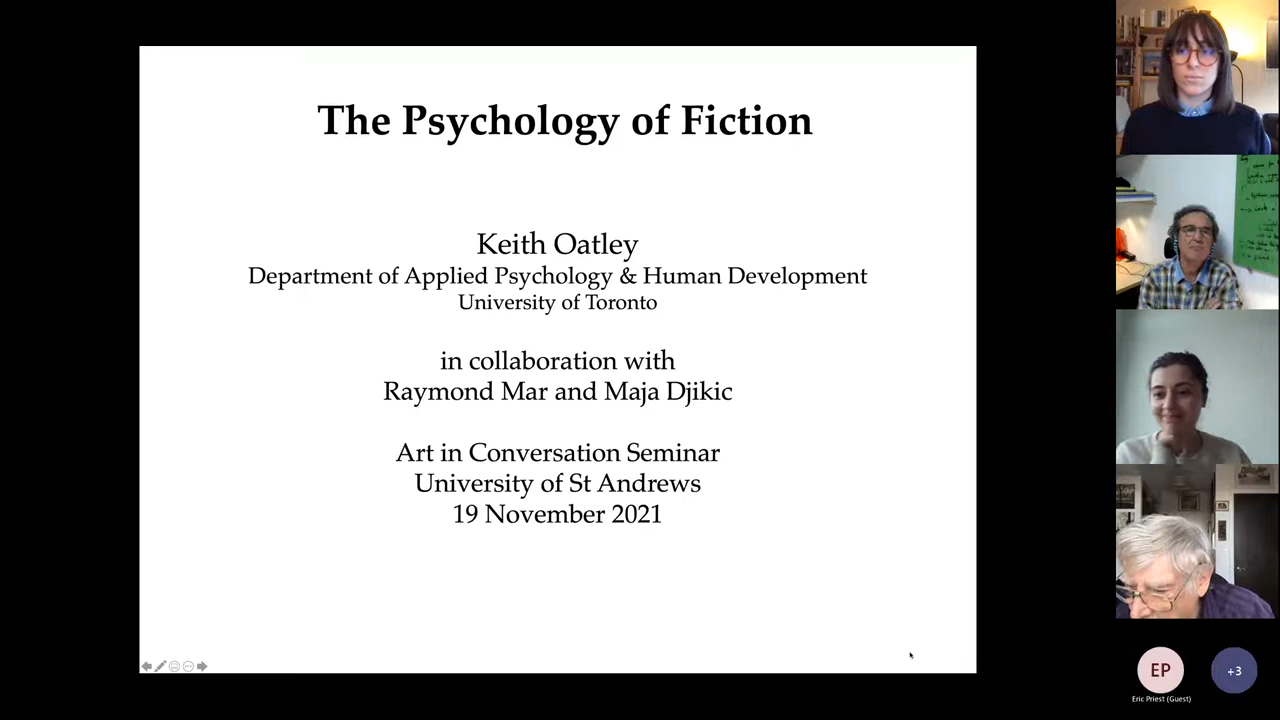 The Psychology of Fiction
Keith Oatley
Department of Applied Psychology & Human Development
University of Toronto
in collaboration with
Raymond Mar and Maja Djikic
Art in Conversation Seminar
University of St Andrews
19 November 2021
EP
+3
Eric Priest (Guest)